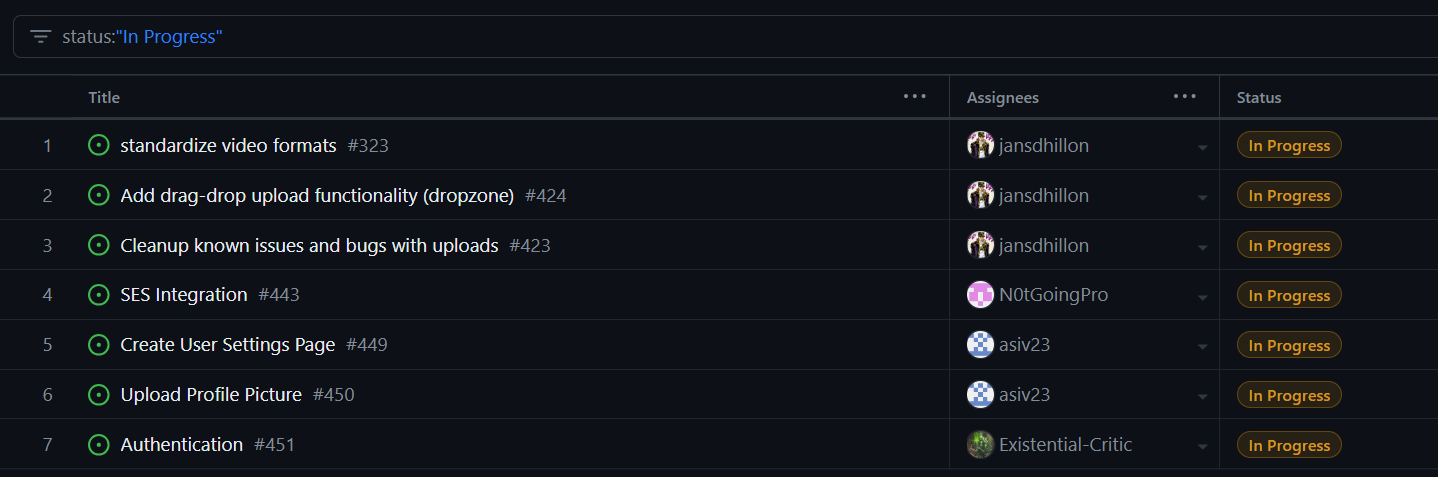 status:"In Progress"
Title ... Assignees ... Status
1 standardize video formats #323 jansdhillon In Progress
2 Add drag-drop upload functionality (dropzone) #424 jansdhillon In Progress
3 Cleanup known issues and bugs with uploads #423 jansdhillon In Progress
4 SES Integration #443 N0tGoingPro In Progress
5 Create User Settings Page #449 asiv23 In Progress
6 Upload Profile Picture #450 asiv23 In Progress
7 Authentication #451 Existential-Critic In Progress